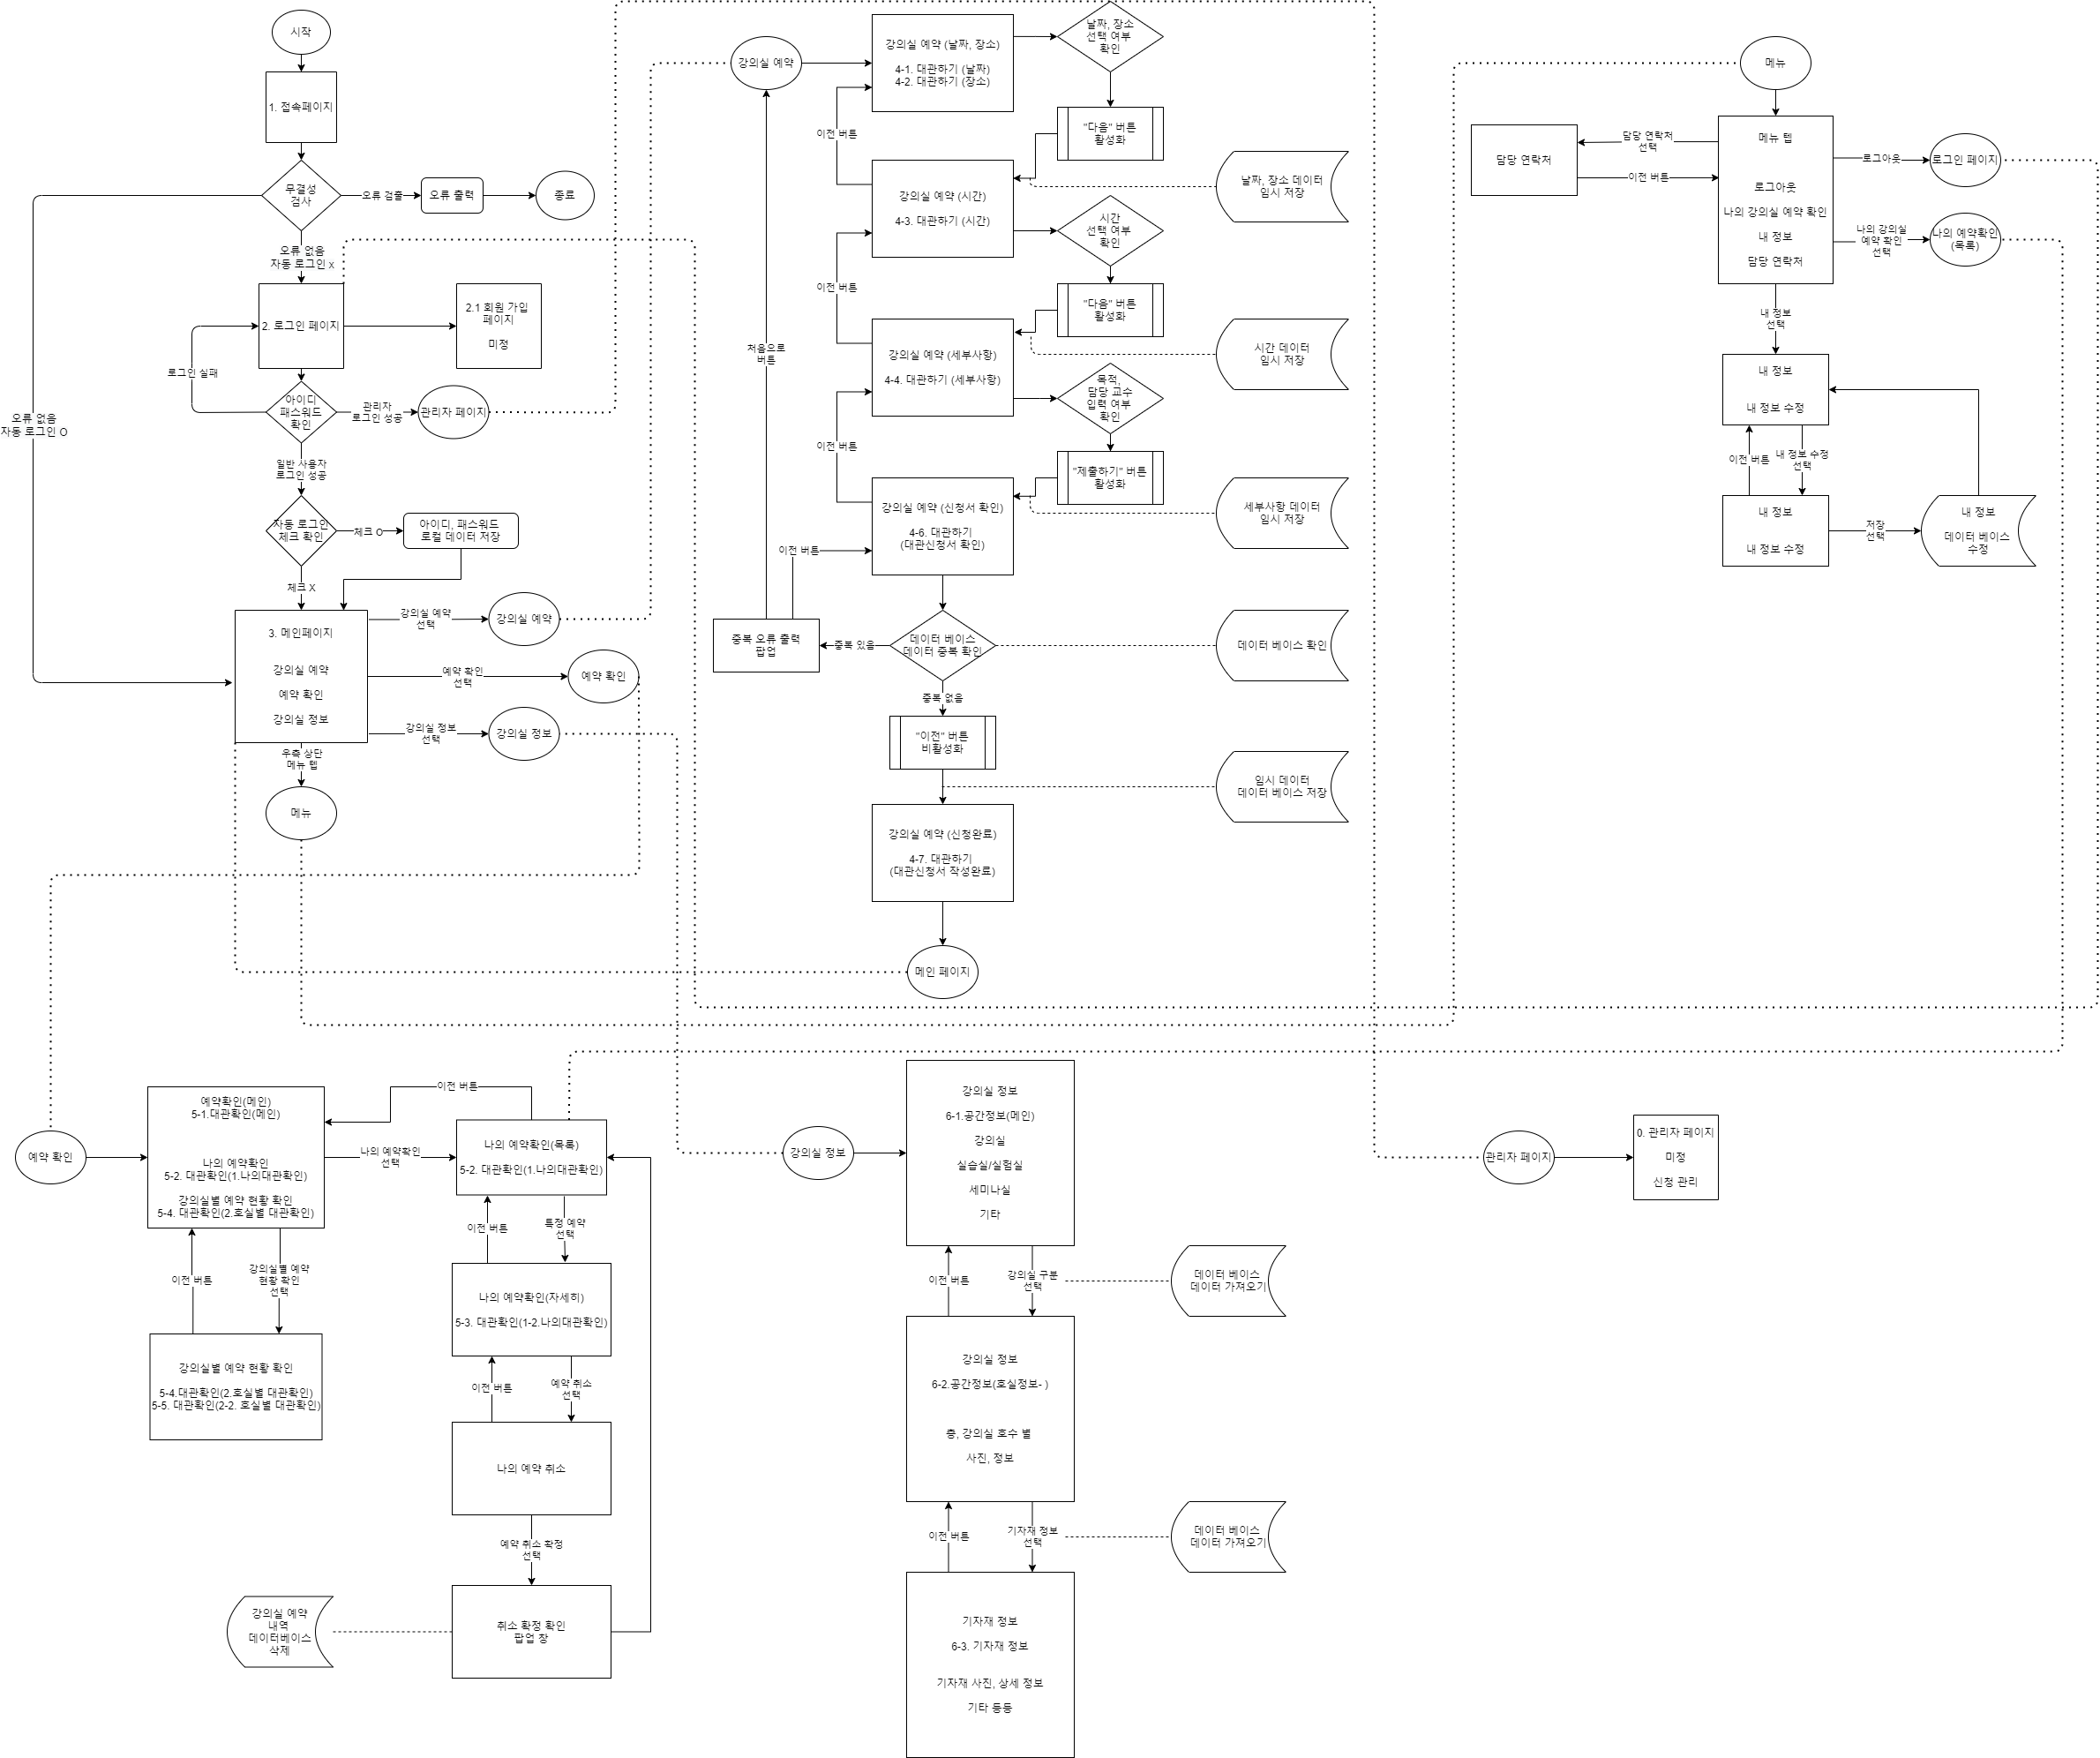 시작
1. 접속페이지
무결성
검사
오류 검출
오류 출력
종료
오류 없음
자동 로그인 x
오류 없음
자동 로그인 O
2. 로그인 페이지
2.1 회원 가입
페이지
미정
로그인 실패
아이디
패스워드
확인
관리자
로그인 성공
관리자 페이지
일반 사용자
로그인 성공
자동 로그인
체크 확인
체크 O
아이디, 패스워드
로컬 데이터 저장
체크 X
3. 메인페이지
강의실 예약
예약 확인
강의실 정보
강의실 예약
선택
강의실 예약
예약 확인
선택
예약 확인
강의실 정보
선택
강의실 정보
우측 상단
메뉴 텝
메뉴
강의실 예약
강의실 예약 (날짜, 장소)
4-1. 대관하기 (날짜)
4-2. 대관하기 (장소)
날짜, 장소
선택 여부
확인
"다음" 버튼
활성화
이전 버튼
강의실 예약 (시간)
4-3. 대관하기 (시간)
날짜, 장소 데이터
임시 저장
시간
선택 여부
확인
"다음" 버튼
활성화
이전 버튼
처음으로
버튼
강의실 예약 (세부사항)
4-4. 대관하기 (세부사항)
시간 데이터
임시 저장
목적,
담당 교수
입력 여부
확인
"제출하기" 버튼
활성화
이전 버튼
강의실 예약 (신청서 확인)
4-6. 대관하기
(대관신청서 확인)
세부사항 데이터
임시 저장
이전 버튼
중복 오류 출력
팝업
중복 있음
데이터 베이스
데이터 중복 확인
데이터 베이스 확인
중복 없음
"이전" 버튼
비활성화
임시 데이터
데이터 베이스 저장
강의실 예약 (신청완료)
4-7. 대관하기
(대관신청서 작성완료)
메인 페이지
메뉴
담당 연락처
담당 연락처
선택
이전 버튼
메뉴 텝
로그아웃
나의 강의실 예약 확인
내 정보
담당 연락처
로그아웃
로그인 페이지
나의 강의실
예약 확인
선택
나의 예약확인
(목록)
내 정보
선택
내 정보
내 정보 수정
이전 버튼
내 정보 수정
선택
내 정보
내 정보 수정
저장
선택
내 정보
데이터 베이스
수정
예약 확인
예약확인(메인)
5-1.대관확인(메인)
나의 예약확인
5-2. 대관확인(1.나의대관확인)
강의실별 예약 현황 확인
5-4. 대관확인(2.호실별 대관확인)
이전 버튼
나의 예약확인
선택
나의 예약확인(목록)
5-2. 대관확인(1.나의대관확인)
이전 버튼
강의실별 예약
현황 확인
선택
강의실별 예약 현황 확인
5-4.대관확인(2.호실별 대관확인)
5-5. 대관확인(2-2. 호실별 대관확인)
이전 버튼
특정 예약
선택
나의 예약확인(자세히)
5-3. 대관확인(1-2.나의대관확인)
이전 버튼
예약 취소
선택
나의 예약 취소
예약 취소 확정
선택
취소 확정 확인
팝업 창
강의실 예약
내역
데이터베이스
삭제
강의실 정보
강의실 정보
6-1.공간정보(메인)
강의실
실습실/실험실
세미나실
기타
이전 버튼
강의실 구분
선택
데이터 베이스
데이터 가져오기
강의실 정보
6-2.공간정보(호실정보- )
층, 강의실 호수 별
사진, 정보
이전 버튼
기자재 정보
선택
데이터 베이스
데이터 가져오기
기자재 정보
6-3. 기자재 정보
기자재 사진, 상세 정보
기타 등등
관리자 페이지
0. 관리자 페이지
미정
신청 관리